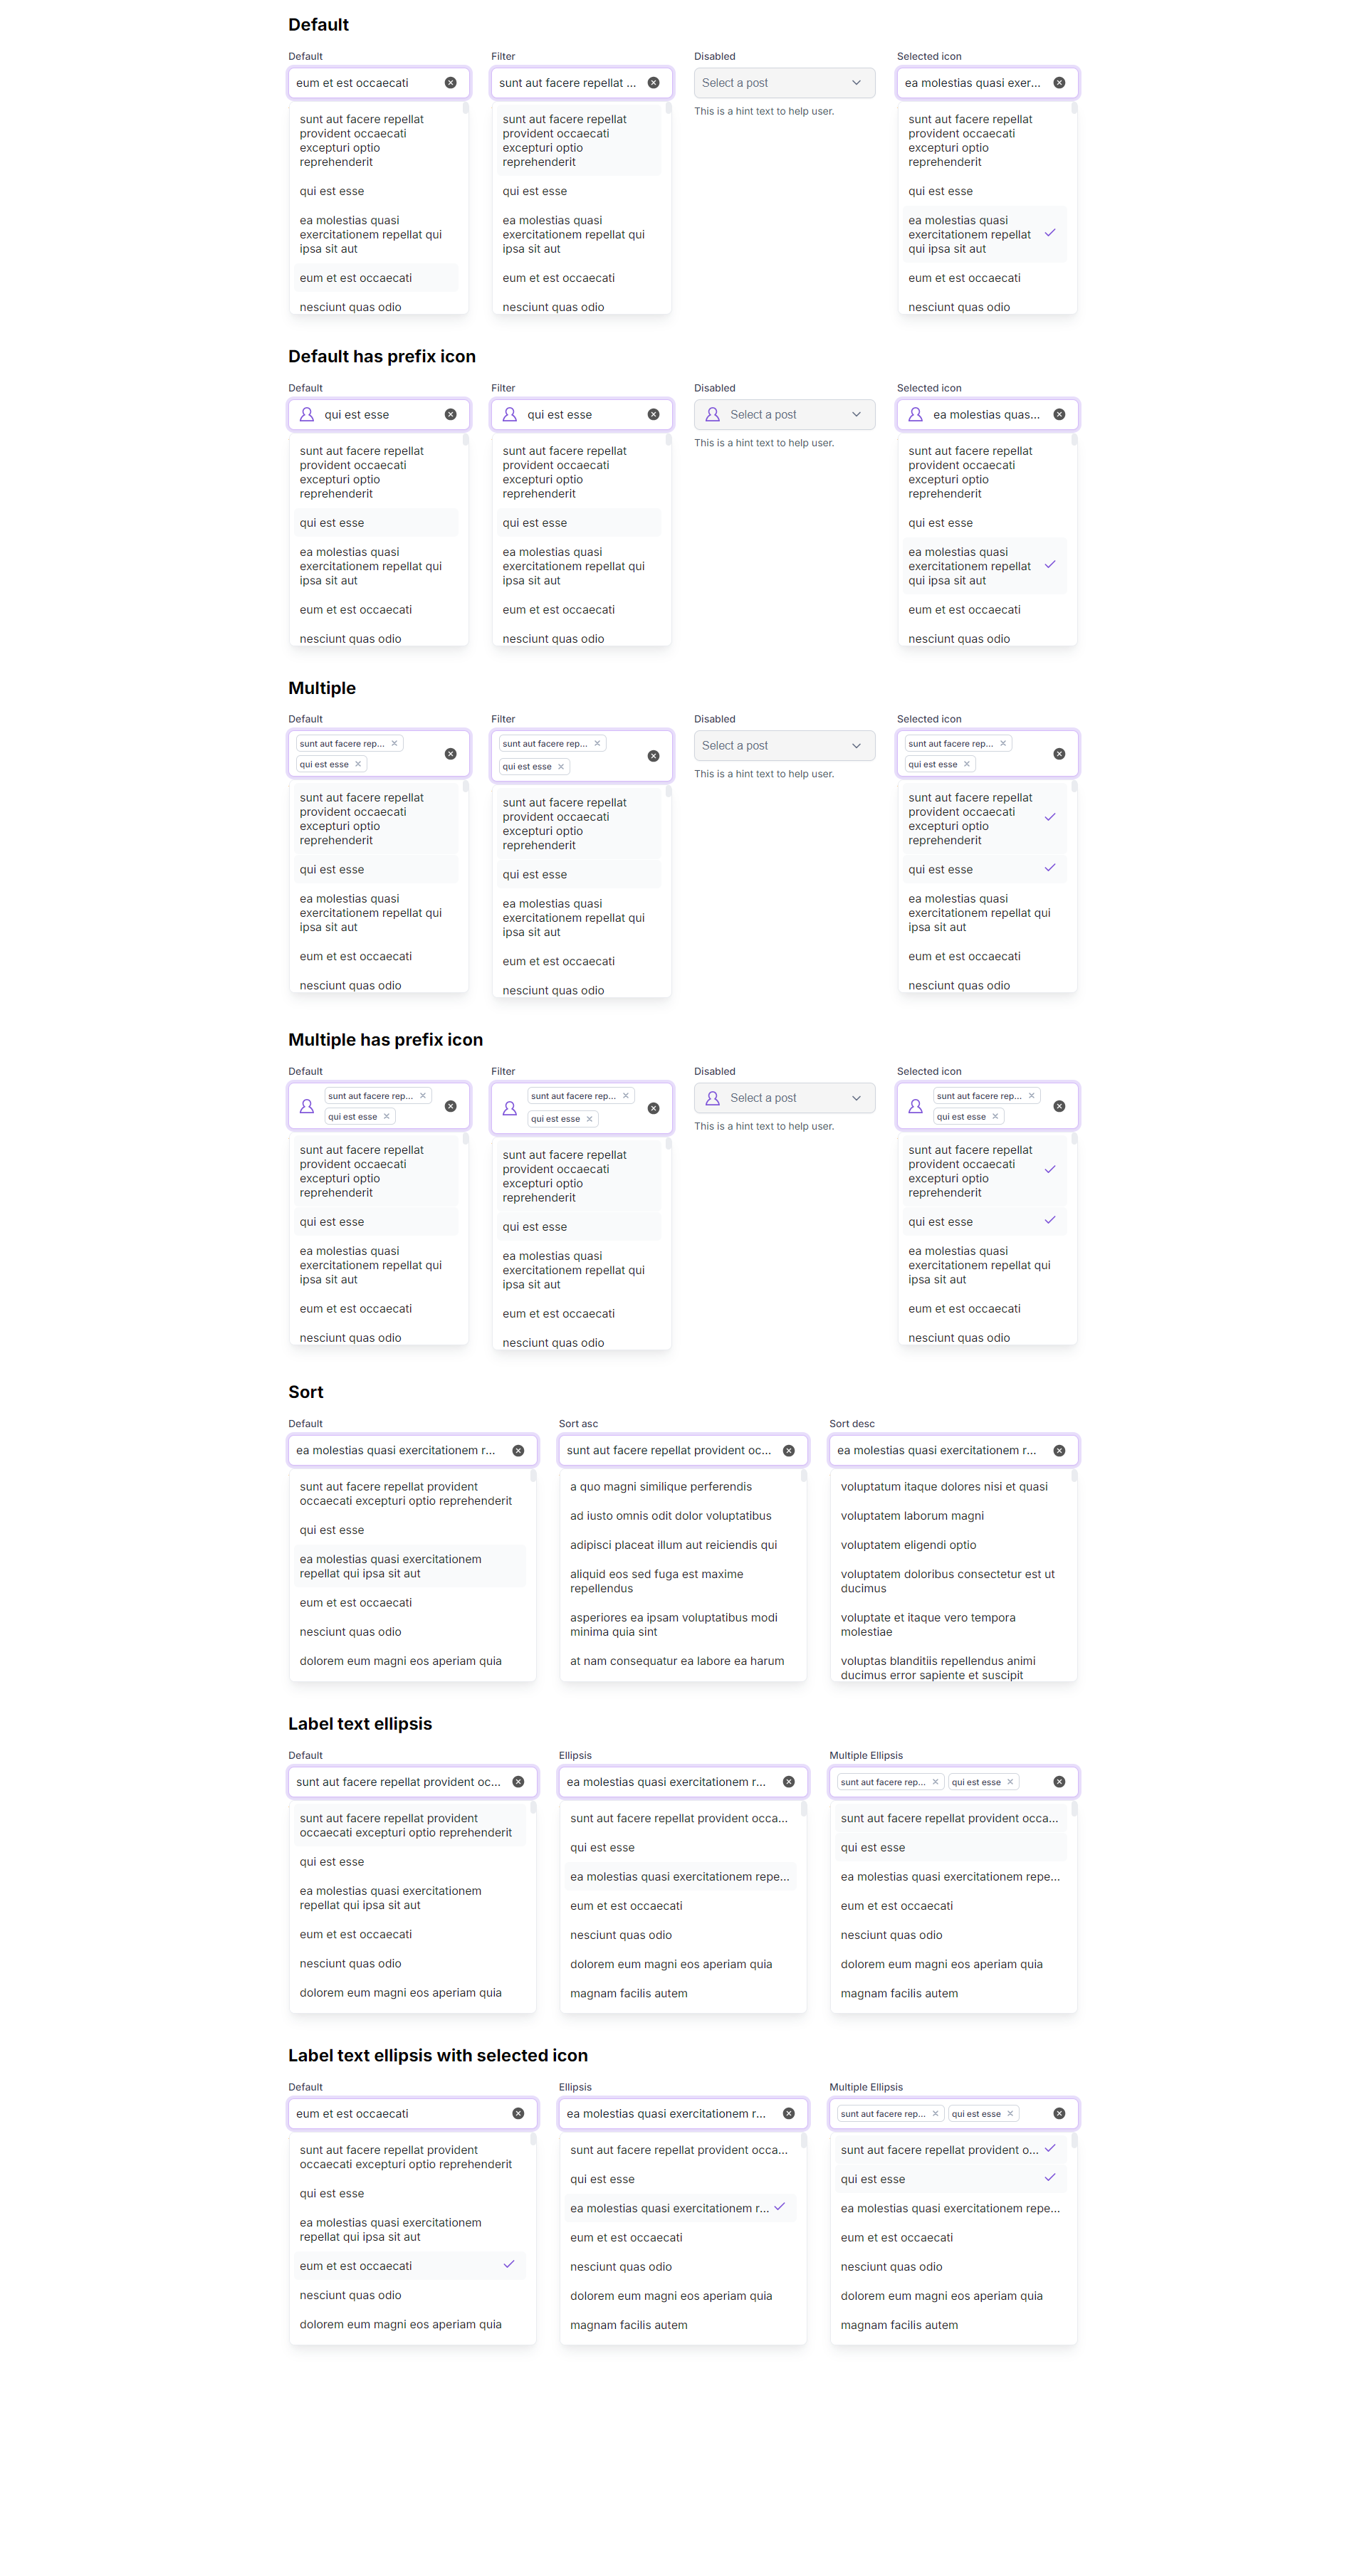 Default
Default
eum et est occaecati
sunt aut facere repellat
provident occaecati
excepturi optio
reprehenderit
qui est esse
ea molestias quasi
exercitationem repellat qui
ipsa sit aut
eum et est occaecati
nesciunt quas odio
Filter
sunt aut facere repellat ...
sunt aut facere repellat
provident occaecati
excepturi optio
reprehenderit
qui est esse
ea molestias quasi
exercitationem repellat qui
ipsa sit aut
eum et est occaecati
nesciunt quas odio
Disabled
Select a post
This is a hint text to help user.
Selected icon
ea molestias quasi exer...
sunt aut facere repellat
provident occaecati
excepturi optio
reprehenderit
qui est esse
ea molestias quasi
exercitationem repellat
qui ipsa sit aut
eum et est occaecati
nesciunt quas odio
Default has prefix icon
Default
qui est esse
sunt aut facere repellat
provident occaecati
excepturi optio
reprehenderit
qui est esse
ea molestias quasi
exercitationem repellat qui
ipsa sit aut
eum et est occaecati
nesciunt quas odio
Filter
qui est esse
sunt aut facere repellat
provident occaecati
excepturi optio
reprehenderit
qui est esse
ea molestias quasi
exercitationem repellat qui
ipsa sit aut
eum et est occaecati
nesciunt quas odio
Disabled
Select a post
This is a hint text to help user.
Selected icon
ea molestias quas...
sunt aut facere repellat
provident occaecati
excepturi optio
reprehenderit
qui est esse
ea molestias quasi
exercitationem repellat
qui ipsa sit aut
eum et est occaecati
nesciunt quas odio
Multiple
Default
sunt aut facere rep...
qui est esse
sunt aut facere repellat
provident occaecati
excepturi optio
reprehenderit
qui est esse
ea molestias quasi
exercitationem repellat qui
ipsa sit aut
eum et est occaecati
nesciunt quas odio
Filter
sunt aut facere rep...
qui est esse
sunt aut facere repellat
provident occaecati
excepturi optio
reprehenderit
qui est esse
ea molestias quasi
exercitationem repellat qui
ipsa sit aut
eum et est occaecati
nesciunt quas odio
Disabled
Select a post
This is a hint text to help user.
Selected icon
sunt aut facere rep...
qui est esse
sunt aut facere repellat
provident occaecati
excepturi optio
reprehenderit
qui est esse
ea molestias quasi
exercitationem repellat qui
ipsa sit aut
eum et est occaecati
nesciunt quas odio
Multiple has prefix icon
Default
sunt aut facere rep...
qui est esse
sunt aut facere repellat
provident occaecati
excepturi optio
reprehenderit
qui est esse
ea molestias quasi
exercitationem repellat qui
ipsa sit aut
eum et est occaecati
nesciunt quas odio
Filter
sunt aut facere rep...
qui est esse
sunt aut facere repellat
provident occaecati
excepturi optio
reprehenderit
qui est esse
ea molestias quasi
exercitationem repellat qui
ipsa sit aut
eum et est occaecati
nesciunt quas odio
Disabled
Select a post
This is a hint text to help user.
Selected icon
sunt aut facere rep...
qui est esse
sunt aut facere repellat
provident occaecati
excepturi optio
reprehenderit
qui est esse
ea molestias quasi
exercitationem repellat qui
ipsa sit aut
eum et est occaecati
nesciunt quas odio
Sort
Default
ea molestias quasi exercitationem r...
sunt aut facere repellat provident
occaecati excepturi optio reprehenderit
qui est esse
ea molestias quasi exercitationem
repellat qui ipsa sit aut
eum et est occaecati
nesciunt quas odio
dolorem eum magni eos aperiam quia
Sort asc
sunt aut facere repellat provident oc...
a quo magni similique perferendis
ad iusto omnis odit dolor voluptatibus
adipisci placeat illum aut reiciendis qui
aliquid eos sed fuga est maxime
repellendus
asperiores ea ipsam voluptatibus modi
minima quia sint
at nam consequatur ea labore ea harum
Sort desc
ea molestias quasi exercitationem r...
voluptatum itaque dolores nisi et quasi
voluptatem laborum magni
voluptatem eligendi optio
voluptatem doloribus consectetur est ut
ducimus
voluptate et itaque vero tempora
molestiae
voluptas blanditiis repellendus animi
ducimus error sapiente et suscipit
Label text ellipsis
Default
sunt aut facere repellat provident oc...
sunt aut facere repellat provident
occaecati excepturi optio reprehenderit
qui est esse
ea molestias quasi exercitationem
repellat qui ipsa sit aut
eum et est occaecati
nesciunt quas odio
dolorem eum magni eos aperiam quia
Ellipsis
ea molestias quasi exercitationem r...
sunt aut facere repellat provident occa...
qui est esse
ea molestias quasi exercitationem repe...
eum et est occaecati
nesciunt quas odio
dolorem eum magni eos aperiam quia
magnam facilis autem
Multiple Ellipsis
sunt aut facere rep... qui est esse
sunt aut facere repellat provident occa...
qui est esse
ea molestias quasi exercitationem repe...
eum et est occaecati
nesciunt quas odio
dolorem eum magni eos aperiam quia
magnam facilis autem
Label text ellipsis with selected icon
Default
eum et est occaecati
sunt aut facere repellat provident
occaecati excepturi optio reprehenderit
qui est esse
ea molestias quasi exercitationem
repellat qui ipsa sit aut
eum et est occaecati
nesciunt quas odio
dolorem eum magni eos aperiam quia
Ellipsis
ea molestias quasi exercitationem r...
sunt aut facere repellat provident occa...
qui est esse
ea molestias quasi exercitationem r...
eum et est occaecati
nesciunt quas odio
dolorem eum magni eos aperiam quia
magnam facilis autem
Multiple Ellipsis
sunt aut facere rep... qui est esse
sunt aut facere repellat provident o...
qui est esse
ea molestias quasi exercitationem repe...
eum et est occaecati
nesciunt quas odio
dolorem eum magni eos aperiam quia
magnam facilis autem